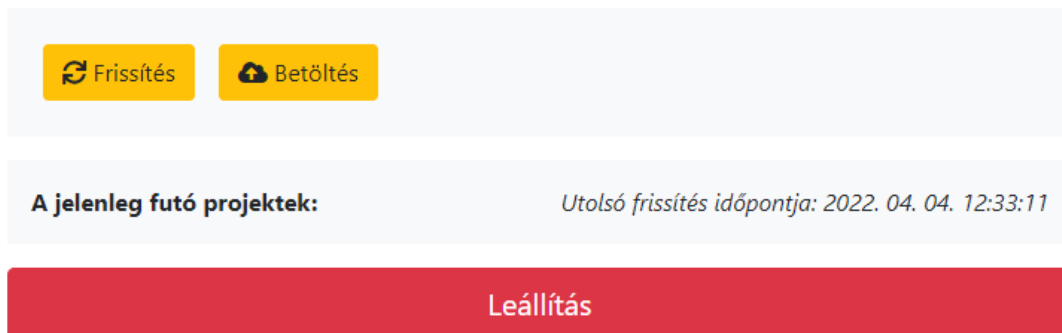 Frissítés Betöltés
A jelenleg futó projektek: Utolsó frissítés időpontja: 2022. 04. 04. 12:33:11
Leállítás